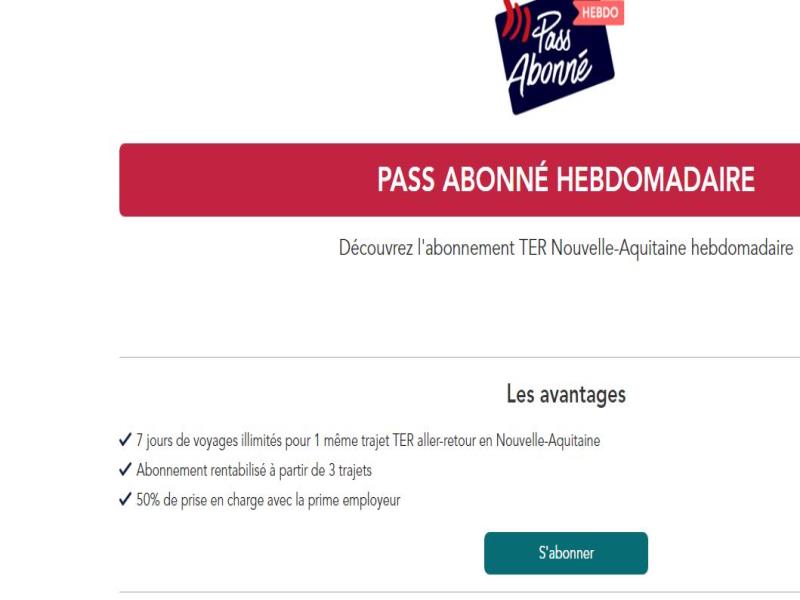 HEBDO
Pass
Abonné
PASS ABONNÉ HEBDOMADAIRE
Découvrez l'abonnement TER Nouvelle-Aquitaine hebdomadaire
Les avantages
7 jours de voyages illimités pour 1 même trajet TER aller-retour en Nouvelle-Aquitaine
Abonnement rentabilisé à partir de 3 trajets
50% de prise en charge avec la prime employeur
S'abonner